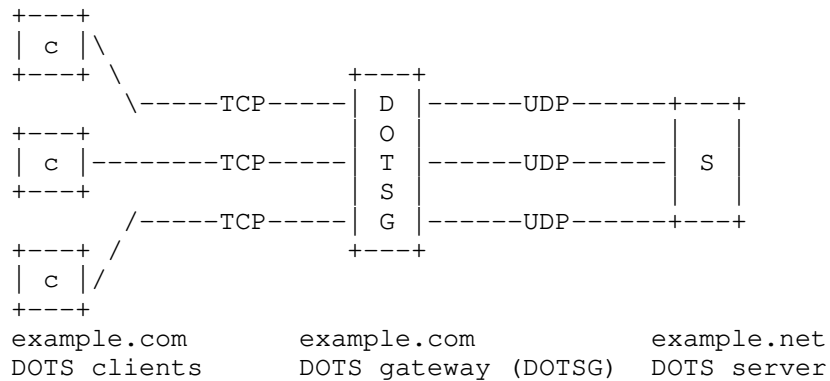 +---+
| c |\
+---+  \              +---+
        \-----TCP-----| D |------UDP------+---+
+---+                 | O |               |   |
| c |--------TCP------| T |------UDP------| S |
+---+                 | S |               |   |
        /-----TCP-----| G |------UDP------+---+
+---+  /              +---+
| c |/
+---+
example.com       example.com            example.net
DOTS clients      DOTS gateway (DOTSG)   DOTS server